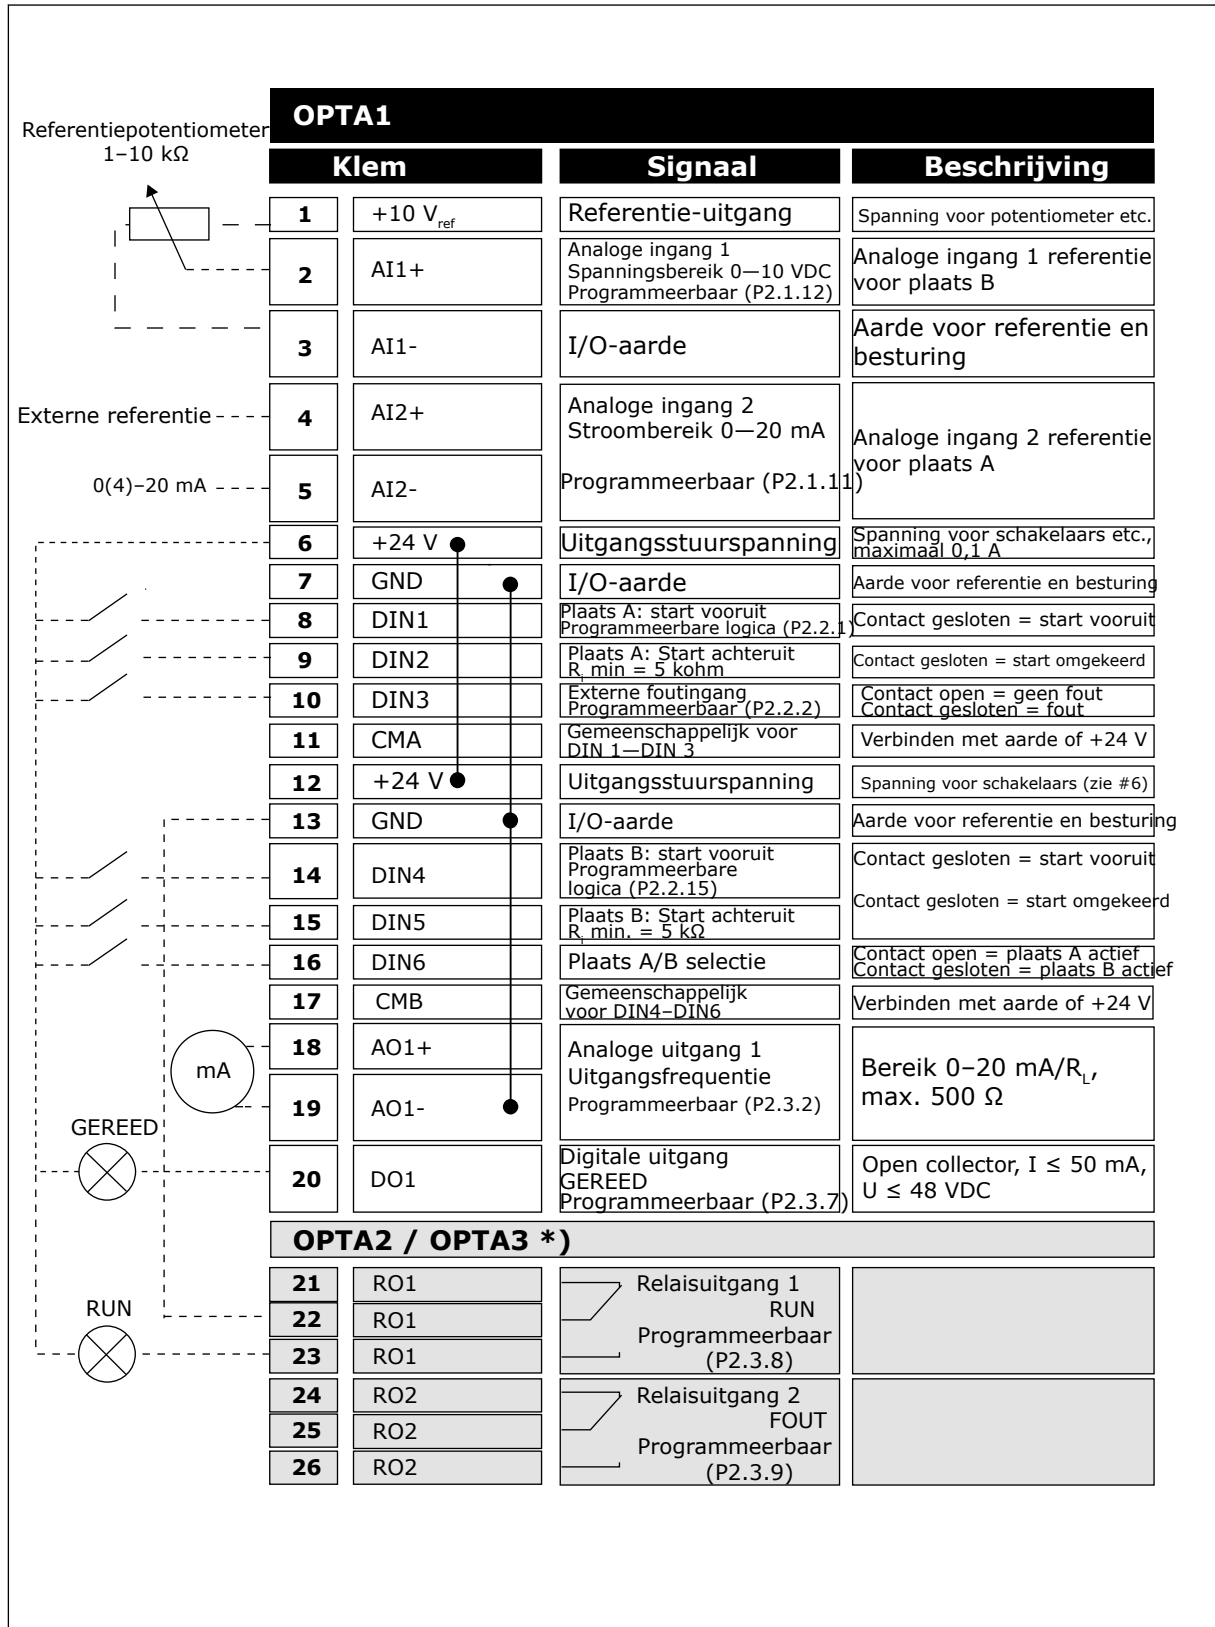 OPTA1
Referentiepotentiometer
1–10 kΩ
Klem Signaal Beschrijving
1 +10 Vref Referentie-uitgang Spanning voor potentiometer etc.
2 AI1+
Analoge ingang 1
Spanningsbereik 0—10 VDC
Programmeerbaar (P2.1.12)
Analoge ingang 1 referentie
voor plaats B
3 AI1- I/O-aarde
Aarde voor referentie en
besturing
Externe referentie
4 AI2+
Analoge ingang 2
Stroombereik 0—20 mA
Programmeerbaar (P2.1.11)
Analoge ingang 2 referentie
voor plaats A
0(4)–20 mA
5 AI2-
6 +24 V Uitgangsstuurspanning
Spanning voor schakelaars etc.,
maximaal 0,1 A
7 GND I/O-aarde Aarde voor referentie en besturing
8 DIN1
Plaats A: start vooruit
Programmeerbare logica (P2.2.1)
Contact gesloten = start vooruit
9 DIN2
Plaats A: Start achteruit
Ri min = 5 kohm
Contact gesloten = start omgekeerd
10 DIN3
Externe foutingang
Programmeerbaar (P2.2.2)
Contact open = geen fout
Contact gesloten = fout
11 CMA
Gemeenschappelijk voor
DIN 1—DIN 3
Verbinden met aarde of +24 V
12 +24 V Uitgangsstuurspanning Spanning voor schakelaars (zie #6)
13 GND I/O-aarde Aarde voor referentie en besturing
14 DIN4
Plaats B: start vooruit
Programmeerbare
logica (P2.2.15)
Contact gesloten = start vooruit
Contact gesloten = start omgekeerd
15 DIN5
Plaats B: Start achteruit
Ri min. = 5 kΩ
16 DIN6 Plaats A/B selectie
Contact open = plaats A actief
Contact gesloten = plaats B actief
17 CMB
Gemeenschappelijk
voor DIN4–DIN6
Verbinden met aarde of +24 V
mA
18 AO1+
Analoge uitgang 1
Uitgangsfrequentie
Programmeerbaar (P2.3.2)
Bereik 0–20 mA/RL,
max. 500 Ω
19 AO1-
GEREED
20 DO1
Digitale uitgang
GEREED
Programmeerbaar (P2.3.7)
Open collector, I ≤ 50 mA,
U ≤ 48 VDC
OPTA2 / OPTA3 *)
21 RO1
Relaisuitgang 1
RUN
Programmeerbaar
(P2.3.8)
RUN
22 RO1
23 RO1
24 RO2
Relaisuitgang 2
FOUT
Programmeerbaar
(P2.3.9)
25 RO2
26 RO2